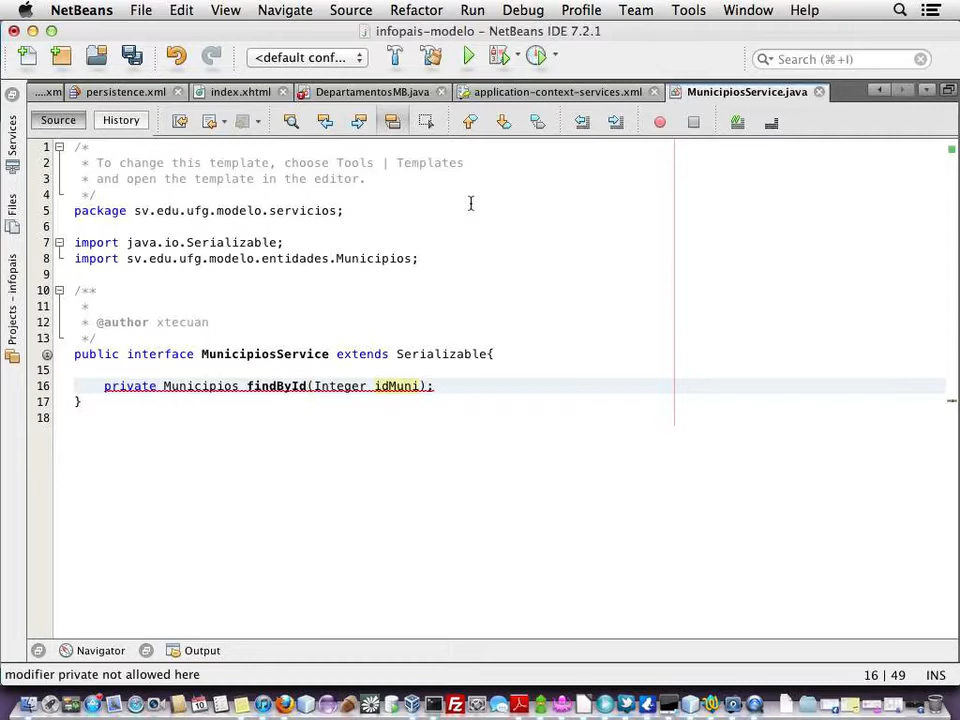 NetBeans File Edit View Navigate Source Refactor Run Debug Profile Team Tools Window Help
infopais-modelo - NetBeans IDE 7.2.1
<default conf... Search (⌘+I)
....xm persistence.xml index.xhtml DepartamentosMB.java application-context-services.xml MunicipiosService.java
Source History
Services
Files
Projects - infopais
1 /*
2 * To change this template, choose Tools | Templates
3 * and open the template in the editor.
4 */
5 package sv.edu.ufg.modelo.servicios;
6
7 import java.io.Serializable;
8 import sv.edu.ufg.modelo.entidades.Municipios;
9
10 /**
11 *
12 * @author xtecuan
13 */
public interface MunicipiosService extends Serializable{
15
16 private Municipios findById(Integer idMuni);
17 }
18
Navigator Output
modifier private not allowed here 16 | 49 INS